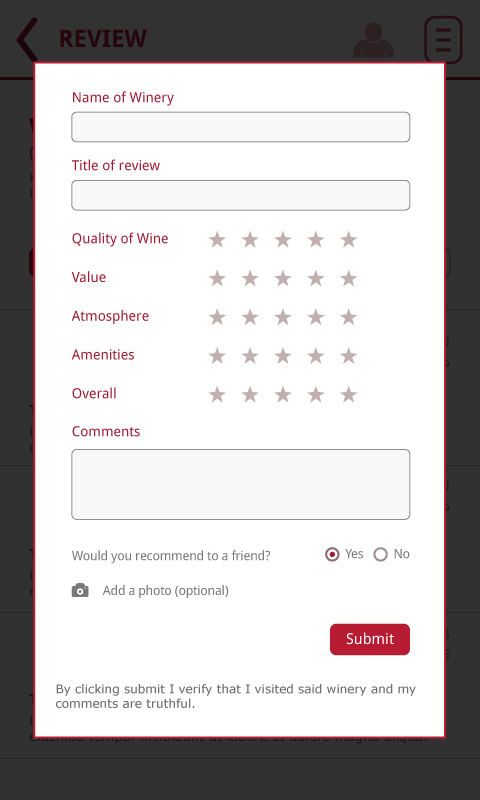 REVIEW
Name of Winery
Title of review
Quality of Wine
Value
Atmosphere
Amenities
Overall
Comments
Would you recommend to a friend? Yes No
Add a photo (optional)
Submit
By clicking submit I verify that I visited said winery and my
comments are truthful.